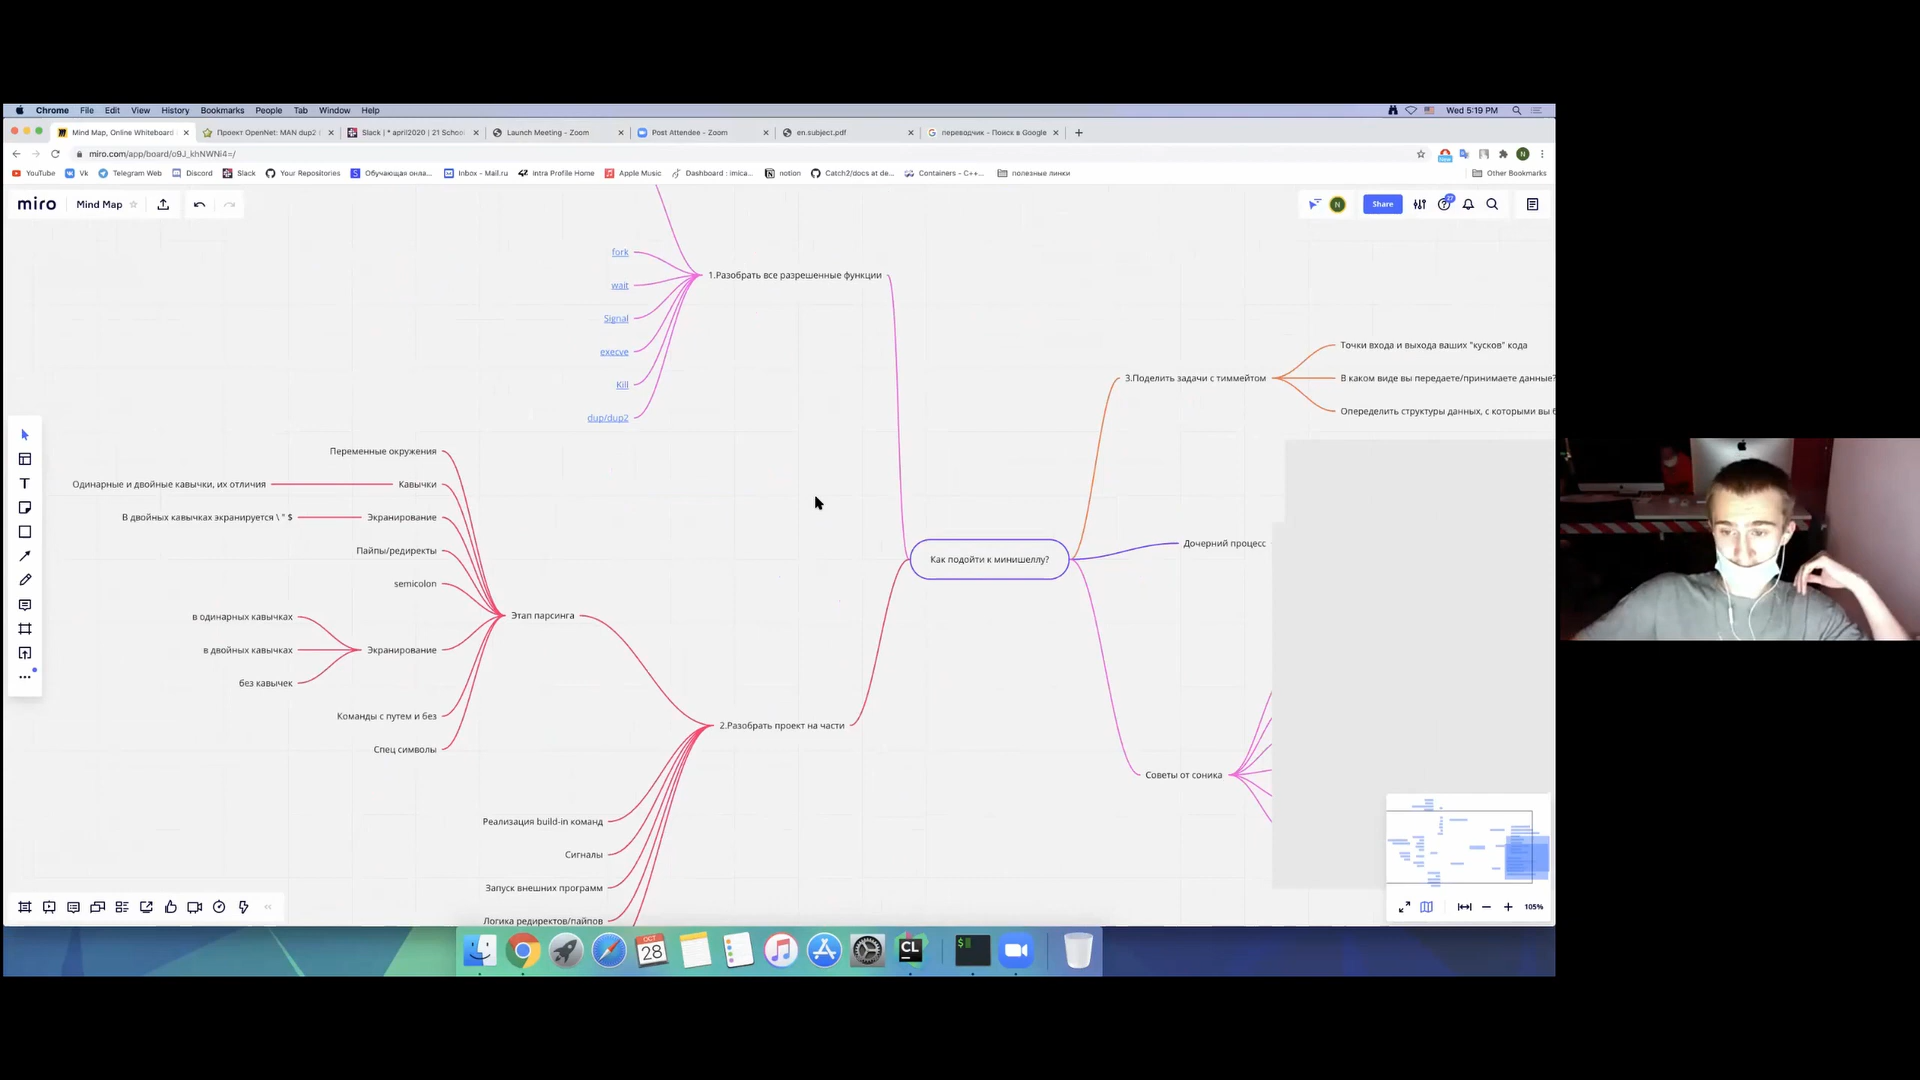 Chrome File Edit View History Bookmarks People Tab Window Help
Wed 5:19 PM
Mind Map, Online Whiteboard
Проект OpenNet: MAN dup2 (
Slack | * april2020 | 21 School
Launch Meeting - Zoom
Post Attendee - Zoom
en.subject.pdf
переводчик - Поиск в Google
miro.com/app/board/o9J_khNWNi4=/
YouTube
Vk
Telegram Web
Discord
Slack
Your Repositories
Обучающая онла...
Inbox - Mail.ru
Intra Profile Home
Apple Music
Dashboard : imica...
notion
Catch2/docs at de...
Containers - C++...
полезные линки
Other Bookmarks
miro
Mind Map
N
Share
27
fork
wait
Signal
execve
Kill
dup/dup2
1.Разобрать все разрешенные функции
3.Поделить задачи с тиммейтом
Точки входа и выхода ваших "кусков" кода
В каком виде вы передаете/принимаете данные?
Опеределить структуры данных, с которыми вы
Переменные окружения
Одинарные и двойные кавычки, их отличия
Кавычки
В двойных кавычках экранируется \ " $
Экранирование
Пайпы/редиректы
semicolon
в одинарных кавычках
в двойных кавычках
без кавычек
Экранирование
Команды с путем и без
Спец символы
Этап парсинга
Как подойти к минишеллу?
Дочерний процесс
2.Разобрать проект на части
Советы от соника
Реализация build-in команд
Сигналы
Запуск внешних программ
Логика редиректов/пайпов
105%
OCT
28
CL
$